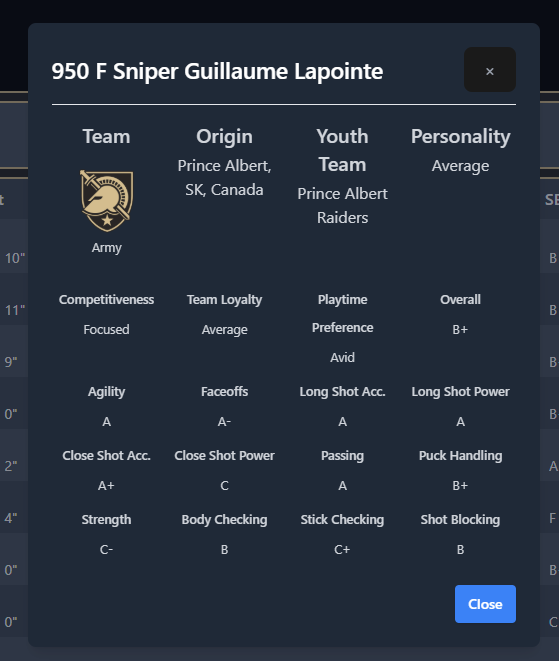 950 F Sniper Guillaume Lapointe
×
Team
Origin
Youth
Team
Personality
Prince Albert,
SK, Canada
Prince Albert
Raiders
Average
Army
Competitiveness
Team Loyalty
Playtime
Preference
Overall
Focused
Average
Avid
B+
Agility
Faceoffs
Long Shot Acc.
Long Shot Power
A
A-
A
A
Close Shot Acc.
Close Shot Power
Passing
Puck Handling
A+
C
A
B+
Strength
Body Checking
Stick Checking
Shot Blocking
C-
B
C+
B
Close
t
10"
11"
9"
0"
2"
4"
0"
0"
SE
B
B
B
B
A
F
B
C